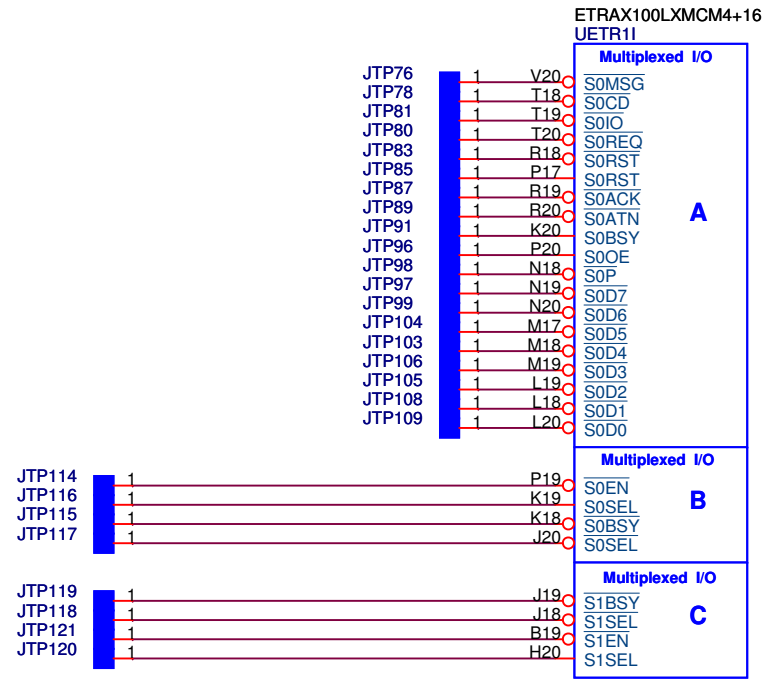 ETRAX100LXMCM4+16
UETR1I
Multiplexed I/O
JTP76 1 V20 S0MSG
JTP78 1 T18 S0CD
JTP81 1 T19 S0IO
JTP80 1 T20 S0REQ
JTP83 1 R18 S0RST
JTP85 1 P17 S0RST
JTP87 1 R19 S0ACK
JTP89 1 R20 S0ATN
JTP91 1 K20 S0BSY
JTP96 1 P20 S0OE
JTP98 1 N18 S0P
JTP97 1 N19 S0D7
JTP99 1 N20 S0D6
JTP104 1 M17 S0D5
JTP103 1 M18 S0D4
JTP106 1 M19 S0D3
JTP105 1 L19 S0D2
JTP108 1 L18 S0D1
JTP109 1 L20 S0D0
A
Multiplexed I/O
JTP114 1 P19 S0EN
JTP116 1 K19 S0SEL
JTP115 1 K18 S0BSY
JTP117 1 J20 S0SEL
B
Multiplexed I/O
JTP119 1 J19 S1BSY
JTP118 1 J18 S1SEL
JTP121 1 B19 S1EN
JTP120 1 H20 S1SEL
C